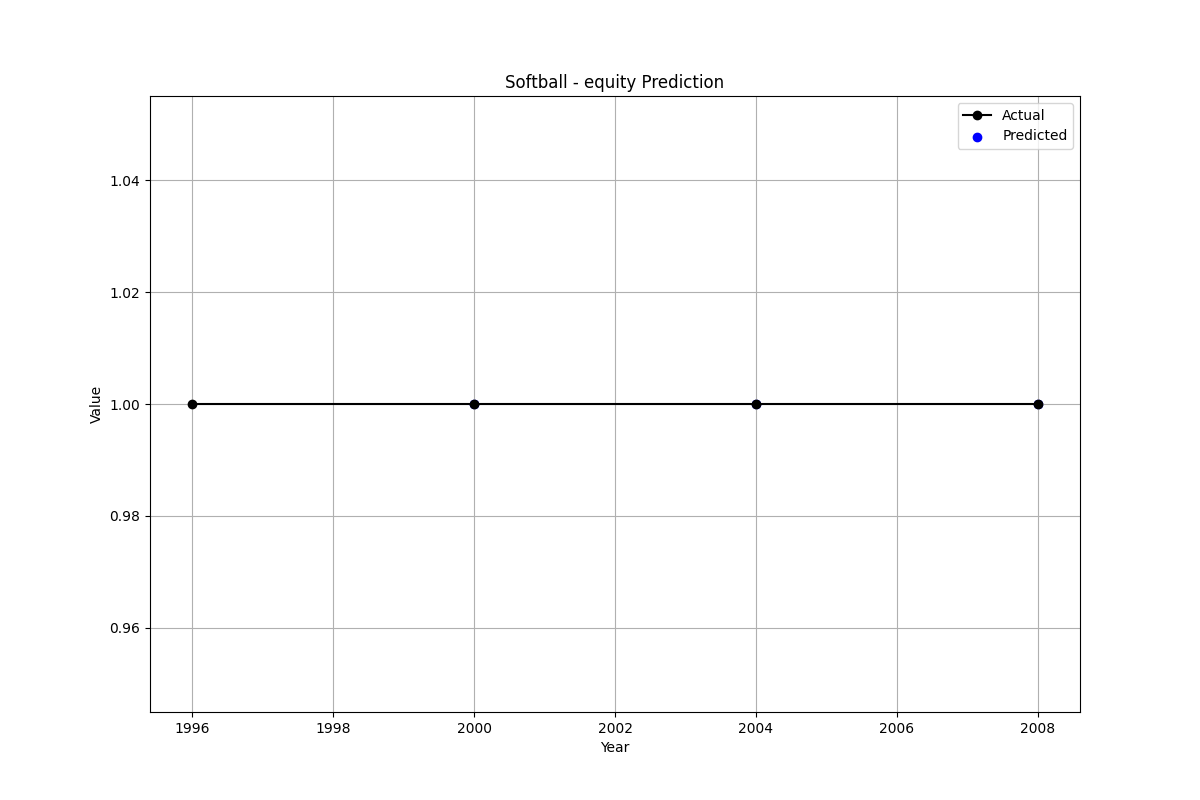 Softball - equity Prediction
Actual
Predicted
1.04
1.02
1.00
0.98
0.96
Value
1996 1998 2000 2002 2004 2006 2008
Year